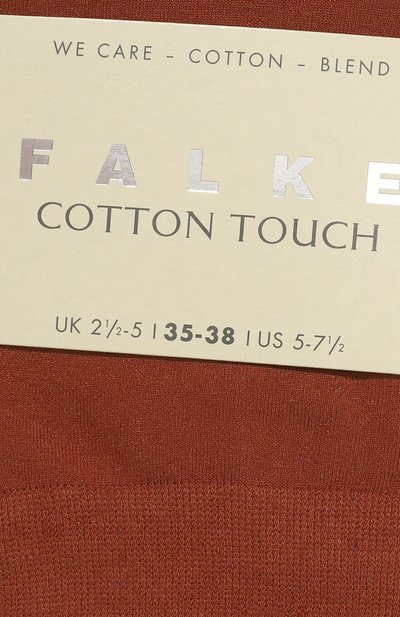 WE CARE – COTTON – BLEND
FALKE
COTTON TOUCH
UK 2½-5 | 35-38 | US 5-7½